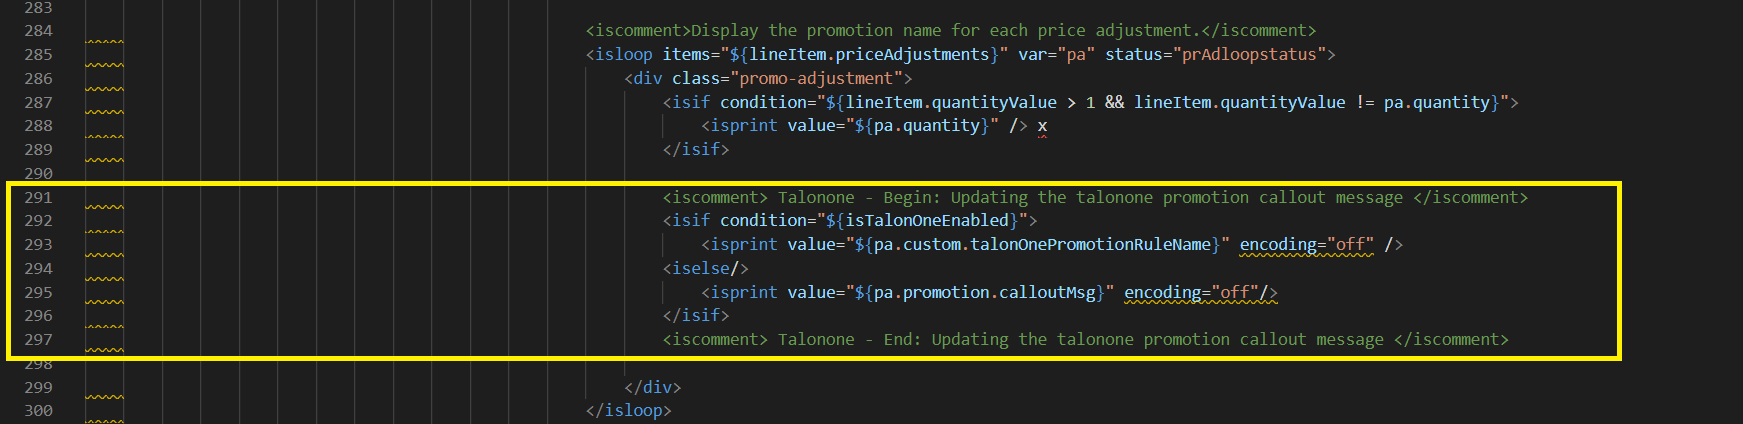 283
284 <iscomment>Display the promotion name for each price adjustment.</iscomment>
285 <isloop items="${lineItem.priceAdjustments}" var="pa" status="prAdloopstatus">
286 <div class="promo-adjustment">
287 <isif condition="${lineItem.quantityValue > 1 && lineItem.quantityValue != pa.quantity}">
288 <isprint value="${pa.quantity}" /> x
289 </isif>
290
291 <iscomment> Talonone - Begin: Updating the talonone promotion callout message </iscomment>
292 <isif condition="${isTalonOneEnabled}">
293 <isprint value="${pa.custom.talonOnePromotionRuleName}" encoding="off" />
294 <iselse/>
295 <isprint value="${pa.promotion.calloutMsg}" encoding="off"/>
296 </isif>
297 <iscomment> Talonone - End: Updating the talonone promotion callout message </iscomment>
298
299 </div>
300 </isloop>